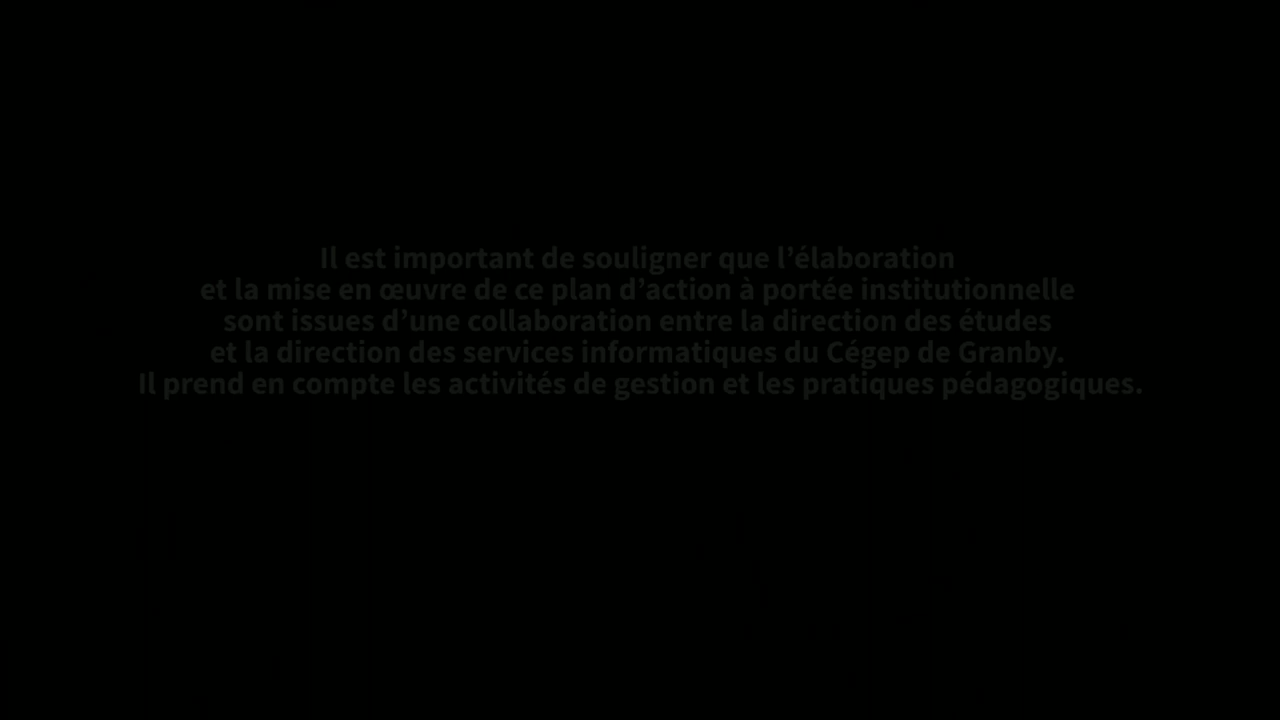 Il est important de souligner que l’élaboration
et la mise en œuvre de ce plan d’action à portée institutionnelle
sont issues d’une collaboration entre la direction des études
et la direction des services informatiques du Cégep de Granby.
Il prend en compte les activités de gestion et les pratiques pédagogiques.